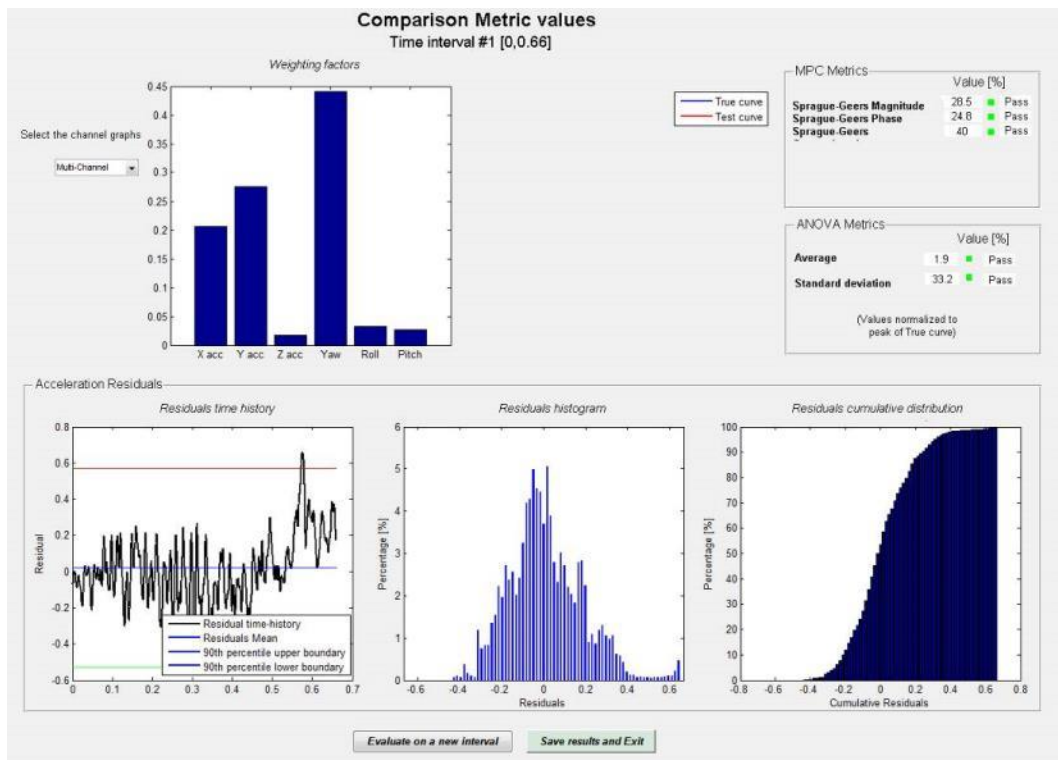 Comparison Metric values
Time interval #1 [0,0.66]
Weighting factors
0.45
0.4
0.35
0.3
0.25
0.2
0.15
0.1
0.05
0
X acc Y acc Z acc Yaw Roll Pitch
Select the channel graphs
Multi-Channel
True curve
Test curve
MPC Metrics
Value [%]
Sprague-Geers Magnitude 28.5 Pass
Sprague-Geers Phase 24.8 Pass
Sprague-Geers 40 Pass
ANOVA Metrics
Value [%]
Average 1.9 Pass
Standard deviation 33.2 Pass
(Values normalized to
peak of True curve)
Acceleration Residuals
Residuals time history
0.8
0.6
0.4
0.2
0
-0.2
-0.4
-0.6
Residual
0 0.1 0.2 0.3 0.4 0.5 0.6 0.7
Residual time-history
Residuals Mean
90th percentile upper boundary
90th percentile lower boundary
Residuals histogram
6
5
4
3
2
1
0
Percentage [%]
-0.6 -0.4 -0.2 0 0.2 0.4 0.6
Residuals
Residuals cumulative distribution
100
90
80
70
60
50
40
30
20
10
0
Percentage [%]
-0.8 -0.6 -0.4 -0.2 0 0.2 0.4 0.6 0.8
Cumulative Residuals
Evaluate on a new interval
Save results and Exit